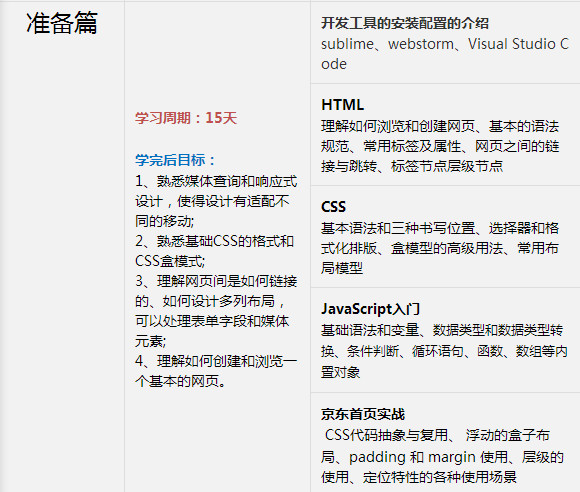 准备篇
学习周期：15天
学完后目标：
1、熟悉媒体查询和响应式
设计，使得设计有适配不
同的移动;
2、熟悉基础CSS的格式和
CSS盒模式;
3、理解网页间是如何链接
的、如何设计多列布局，
可以处理表单字段和媒体
元素;
4、理解如何创建和浏览一
个基本的网页。
开发工具的安装配置的介绍
sublime、webstorm、Visual Studio C
ode
HTML
理解如何浏览和创建网页、基本的语法
规范、常用标签及属性、网页之间的链
接与跳转、标签节点层级节点
CSS
基本语法和三种书写位置、选择器和格
式化排版、盒模型的高级用法、常用布
局模型
JavaScript入门
基础语法和变量、数据类型和数据类型转
换、条件判断、循环语句、函数、数组等内
置对象
京东首页实战
CSS代码抽象与复用、 浮动的盒子布
局、padding 和 margin 使用、层级的
使用、定位特性的各种使用场景